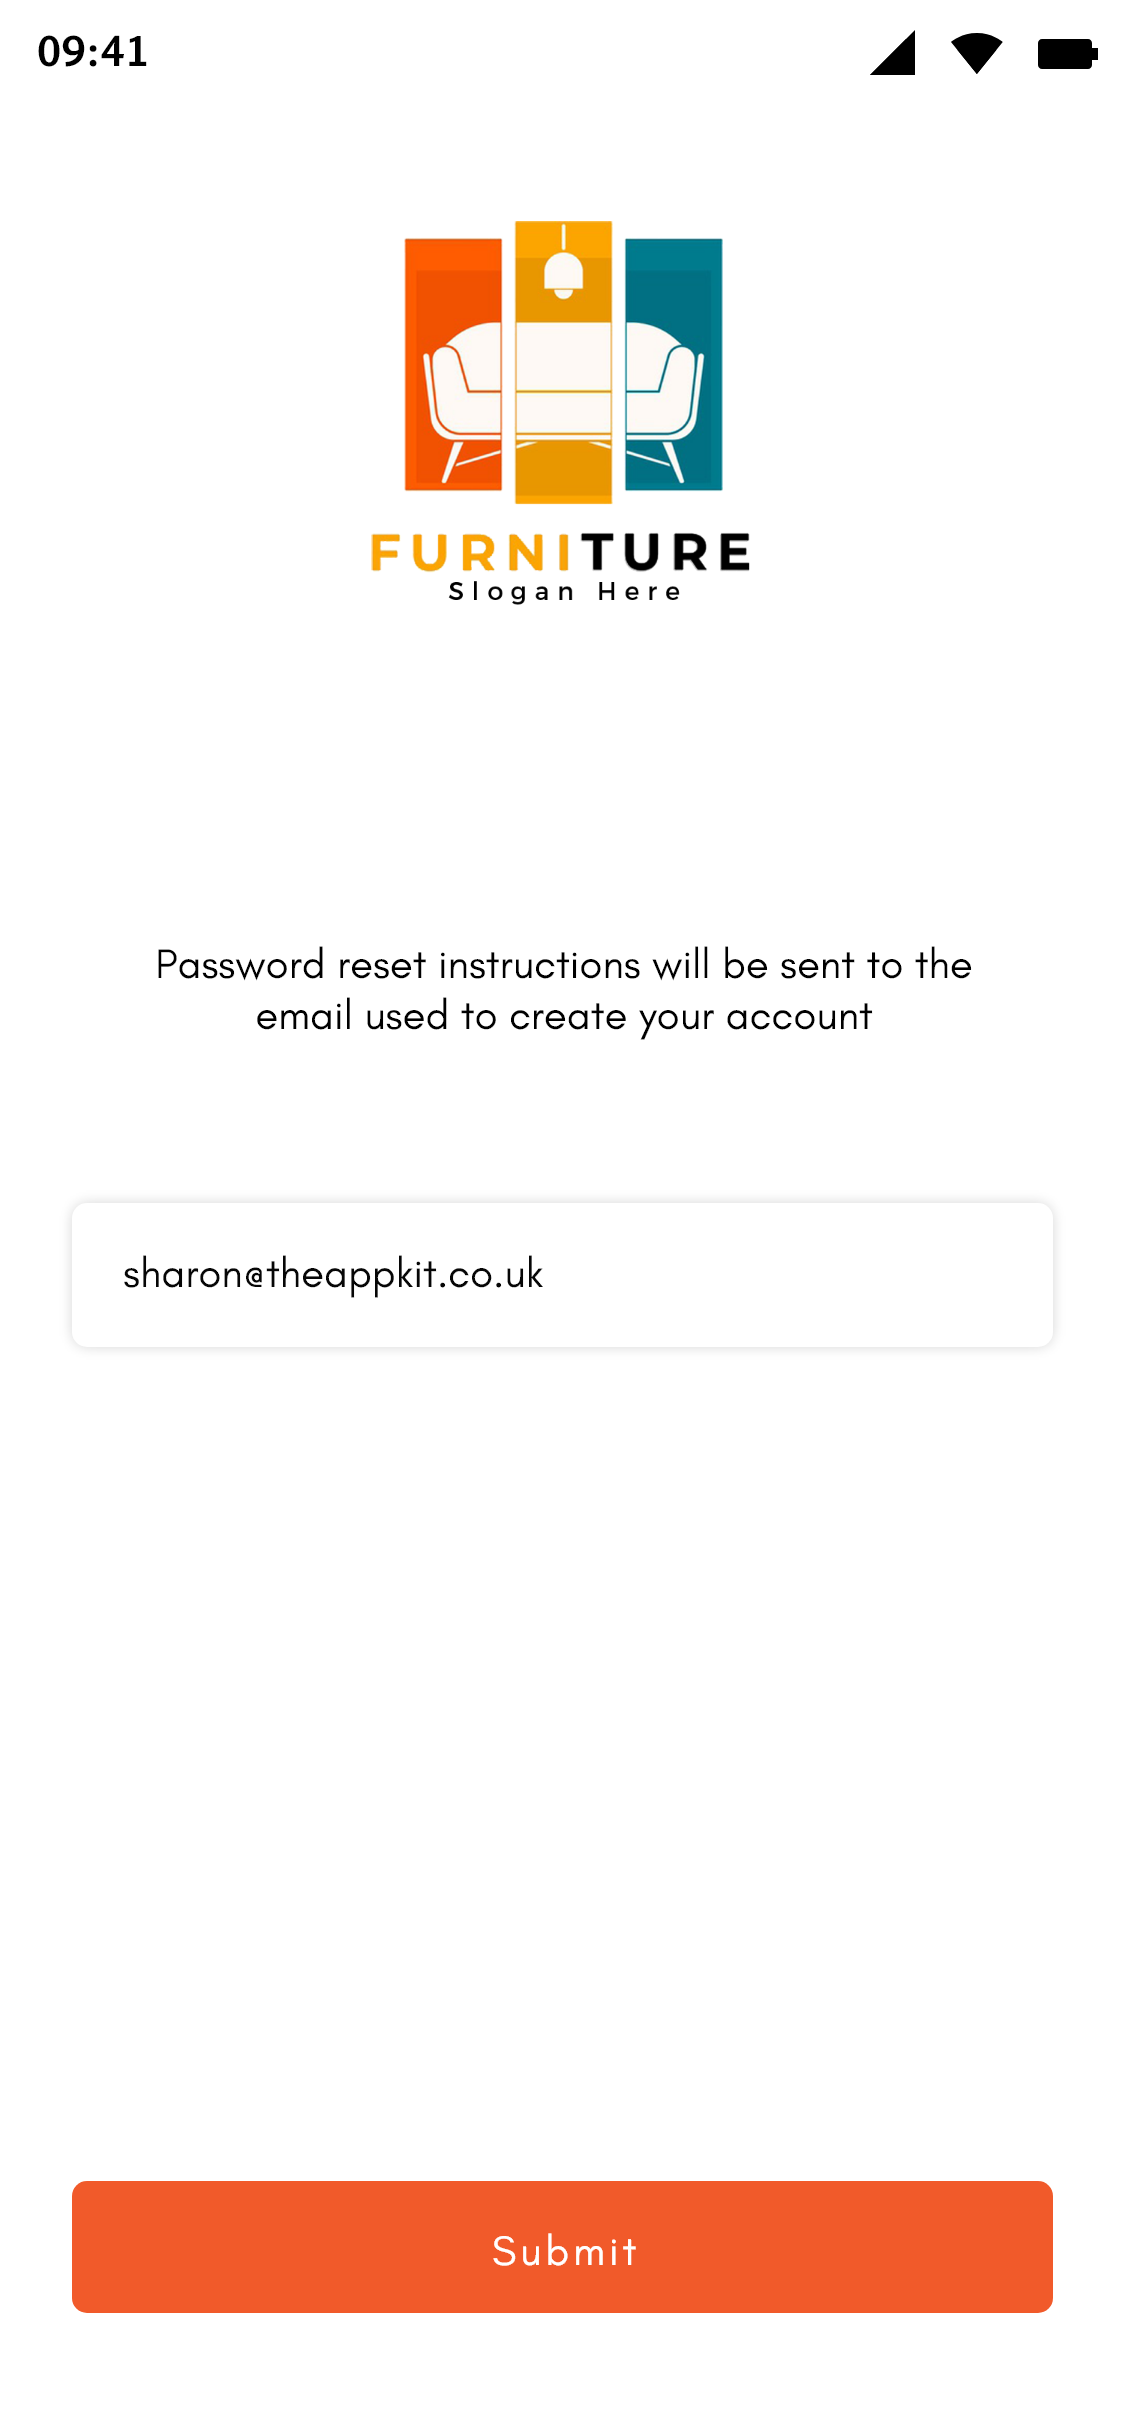 09:41
FURNITURE
Slogan Here
Password reset instructions will be sent to the
email used to create your account
sharon@theappkit.co.uk
Submit